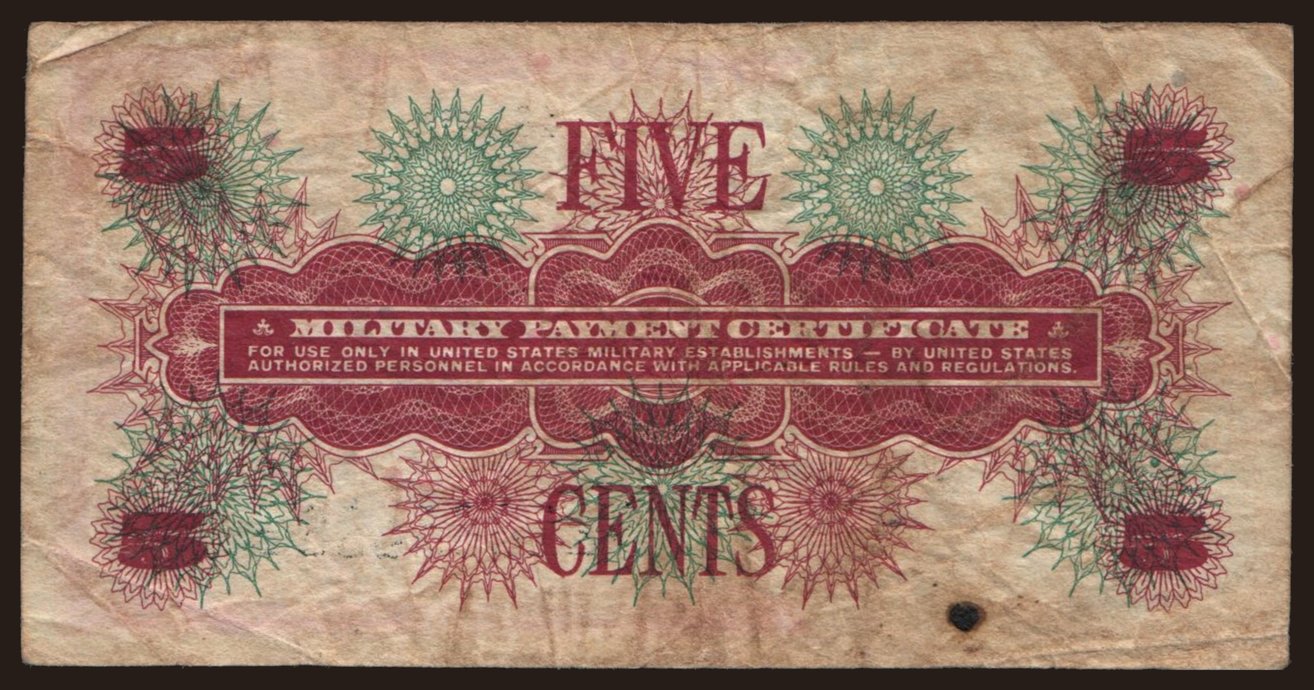 FIVE
MILITARY PAYMENT CERTIFICATE
FOR USE ONLY IN UNITED STATES MILITARY ESTABLISHMENTS — BY UNITED STATES
AUTHORIZED PERSONNEL IN ACCORDANCE WITH APPLICABLE RULES AND REGULATIONS.
CENTS